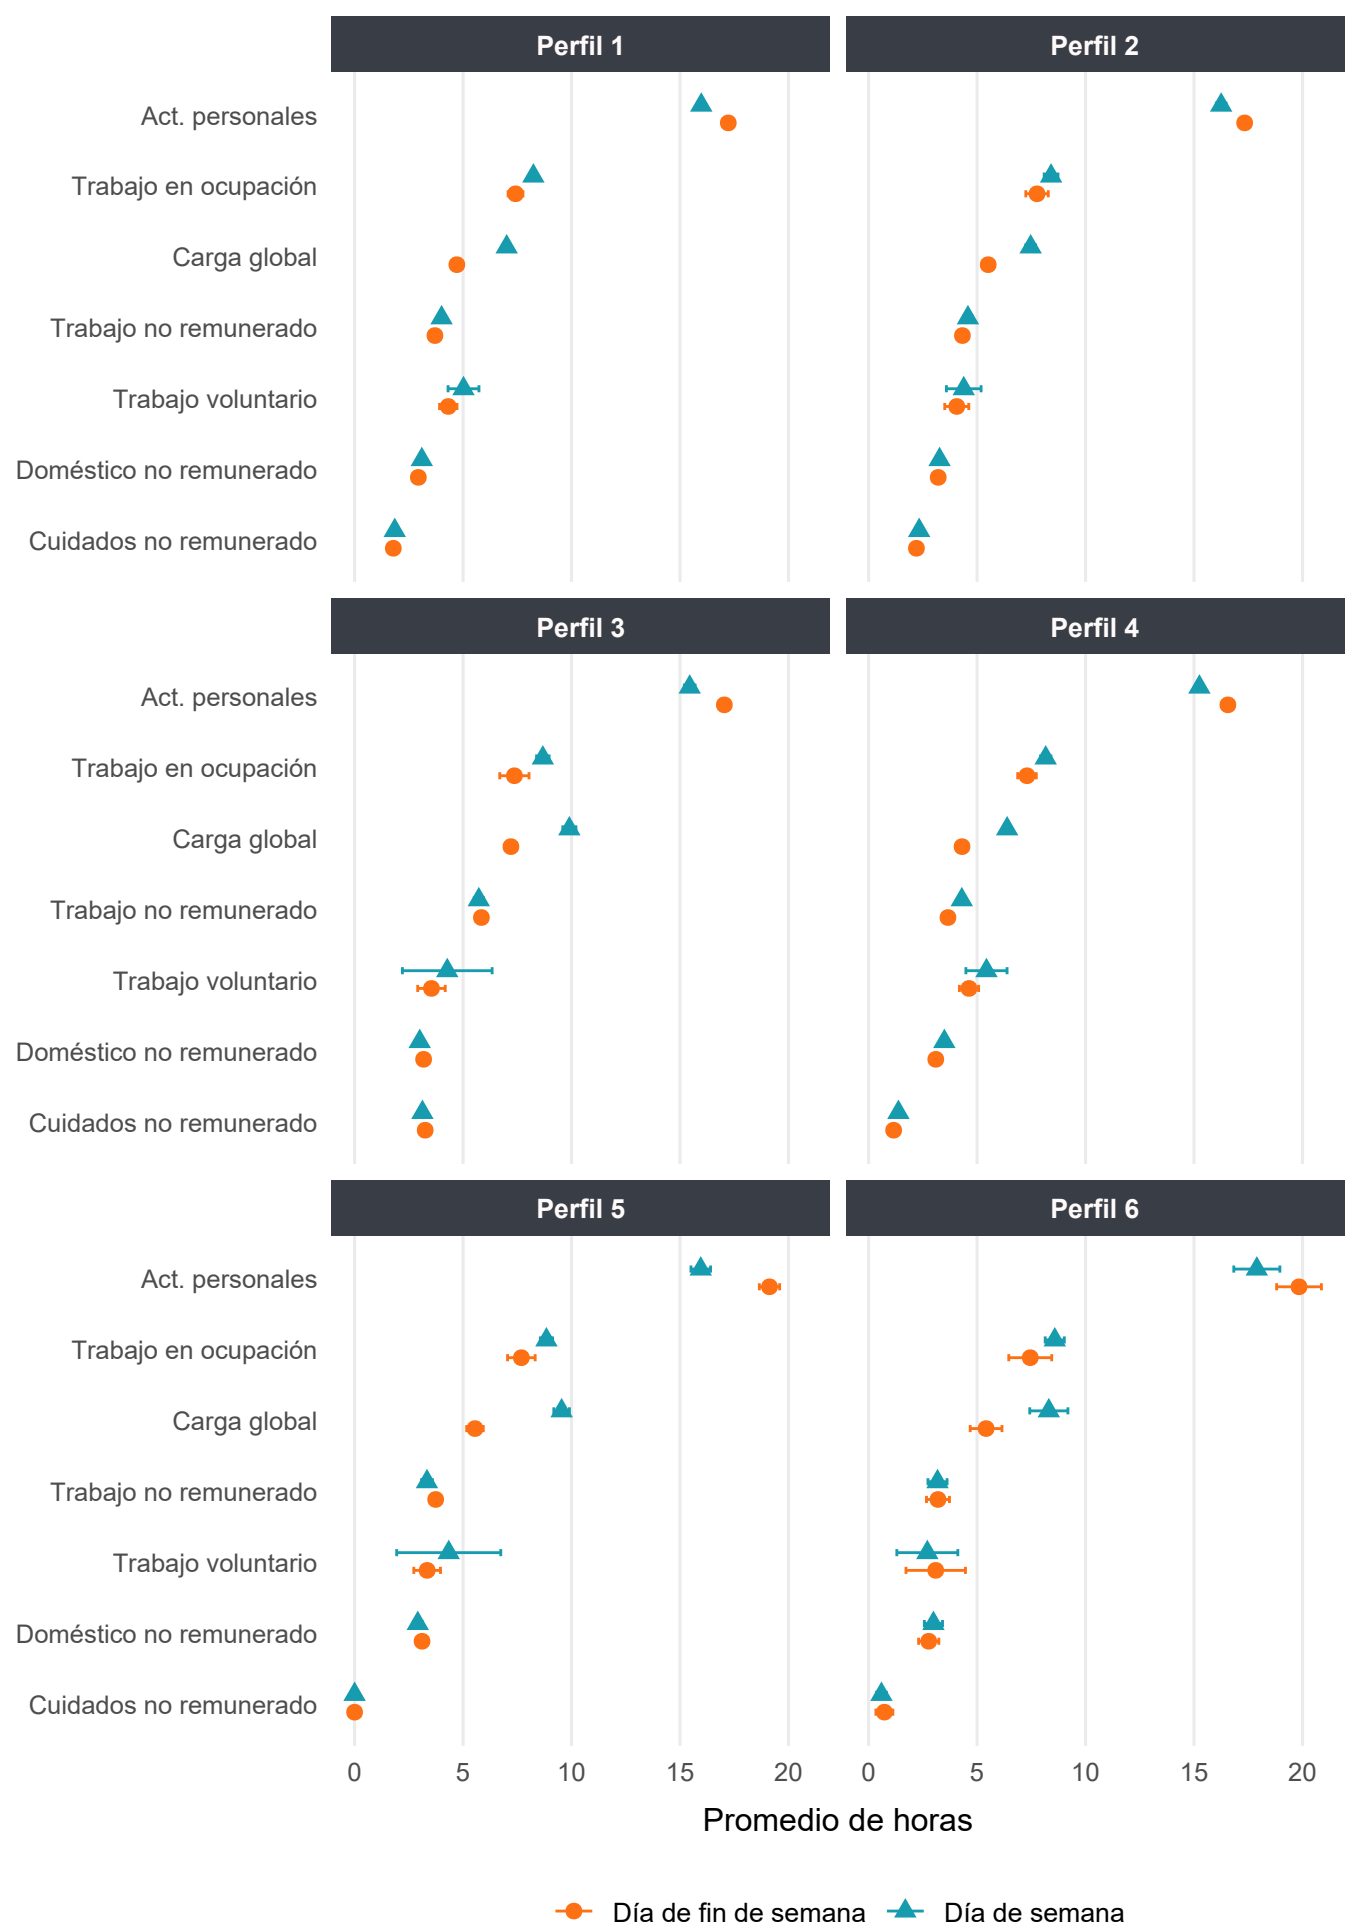 Perfil 1
Perfil 2
Act. personales
Trabajo en ocupación
Carga global
Trabajo no remunerado
Trabajo voluntario
Doméstico no remunerado
Cuidados no remunerado
Perfil 3
Perfil 4
Act. personales
Trabajo en ocupación
Carga global
Trabajo no remunerado
Trabajo voluntario
Doméstico no remunerado
Cuidados no remunerado
Perfil 5
Perfil 6
Act. personales
Trabajo en ocupación
Carga global
Trabajo no remunerado
Trabajo voluntario
Doméstico no remunerado
Cuidados no remunerado
0 5 10 15 20
0 5 10 15 20
Promedio de horas
Día de fin de semana
Día de semana